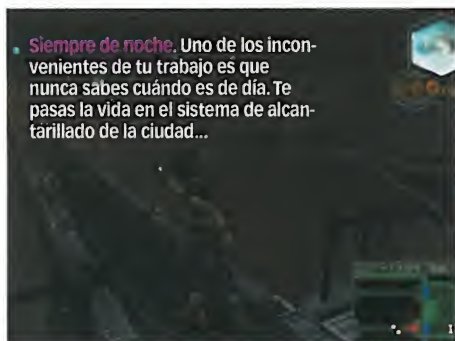 Siempre de noche. Uno de los incon-
venientes de tu trabajo es que
nunca sabes cuándo es de día. Te
pasas la vida en el sistema de alcan-
tarillado de la ciudad...